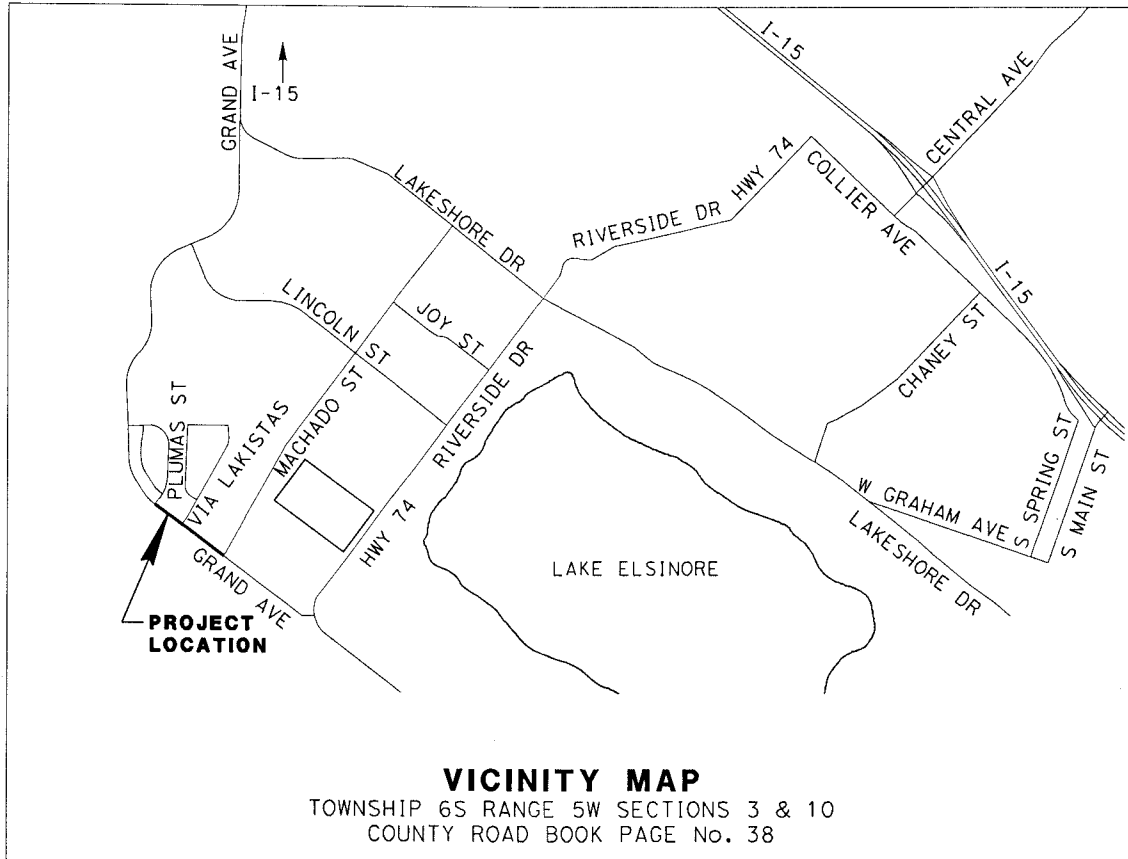 GRAND AVE
I-15
I-15
CENTRAL AVE
LAKESHORE DR
RIVERSIDE DR
HWY 74
COLLIER AVE
I-15
LINCOLN ST
JOY ST
RIVERSIDE DR
CHANEY ST
PLUMAS ST
VIA LAKISTAS
MACHADO ST
HWY 74
GRAND AVE
W GRAHAM AVE
S SPRING ST
S MAIN ST
LAKESHORE DR
LAKE ELSINORE
PROJECT
LOCATION
VICINITY MAP
TOWNSHIP 6S RANGE 5W SECTIONS 3 & 10
COUNTY ROAD BOOK PAGE No. 38